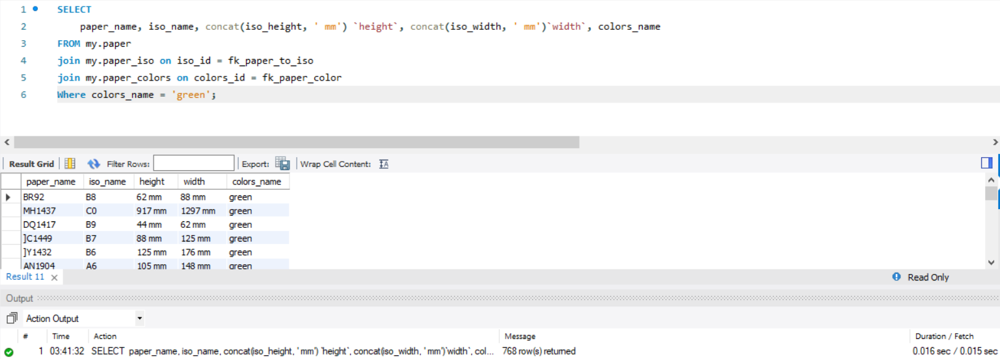 1 SELECT
2 paper_name, iso_name, concat(iso_height, ' mm') `height`, concat(iso_width, ' mm')`width`, colors_name
3 FROM my.paper
4 join my.paper_iso on iso_id = fk_paper_to_iso
5 join my.paper_colors on colors_id = fk_paper_color
6 Where colors_name = 'green';
Result Grid Filter Rows: Export: Wrap Cell Content:
paper_name iso_name height width colors_name
BR92 B8 62 mm 88 mm green
MH1437 C0 917 mm 1297 mm green
DQ1417 B9 44 mm 62 mm green
]C1449 B7 88 mm 125 mm green
]Y1432 B6 125 mm 176 mm green
AN1904 A6 105 mm 148 mm green
Result 11 Read Only
Output
Action Output
# Time Action Message Duration / Fetch
1 03:41:32 SELECT paper_name, iso_name, concat(iso_height, ' mm') `height`, concat(iso_width, ' mm')`width`, col... 768 row(s) returned 0.016 sec / 0.015 sec